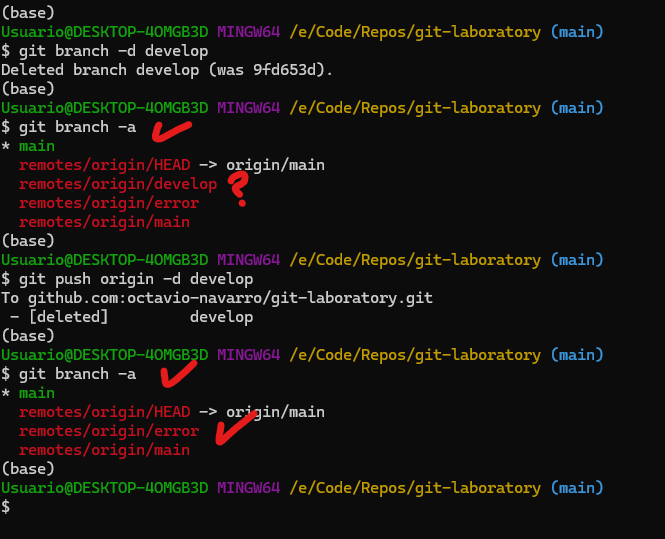 (base)
Usuario@DESKTOP-4OMGB3D MINGW64 /e/Code/Repos/git-laboratory (main)
$ git branch -d develop
Deleted branch develop (was 9fd653d).
(base)
Usuario@DESKTOP-4OMGB3D MINGW64 /e/Code/Repos/git-laboratory (main)
$ git branch -a
* main
  remotes/origin/HEAD -> origin/main
  remotes/origin/develop ?
  remotes/origin/error
  remotes/origin/main
(base)
Usuario@DESKTOP-4OMGB3D MINGW64 /e/Code/Repos/git-laboratory (main)
$ git push origin -d develop
To github.com:octavio-navarro/git-laboratory.git
 - [deleted]         develop
(base)
Usuario@DESKTOP-4OMGB3D MINGW64 /e/Code/Repos/git-laboratory (main)
$ git branch -a
* main
  remotes/origin/HEAD -> origin/main
  remotes/origin/error
  remotes/origin/main
(base)
Usuario@DESKTOP-4OMGB3D MINGW64 /e/Code/Repos/git-laboratory (main)
$